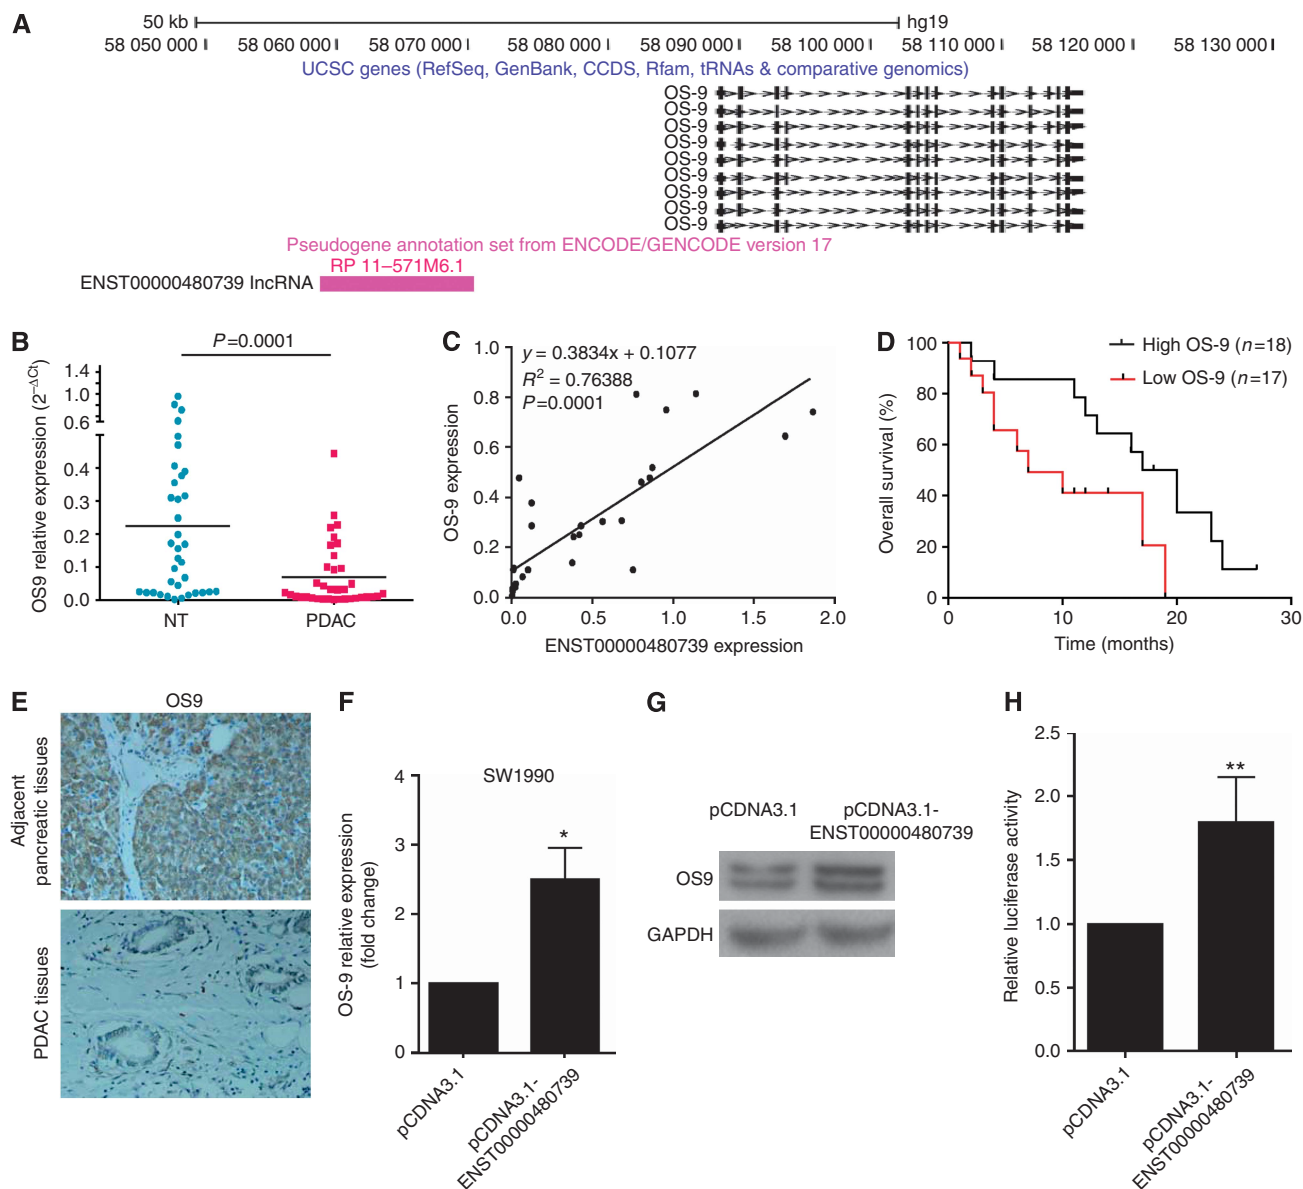 A
50 kb
hg19
58 050 000
58 060 000
58 070 000
58 080 000
58 090 000
58 100 000
58 110 000
58 120 000
58 130 000
UCSC genes (RefSeq, GenBank, CCDS, Rfam, tRNAs & comparative genomics)
OS-9
OS-9
OS-9
OS-9
OS-9
OS-9
OS-9
OS-9
OS-9
Pseudogene annotation set from ENCODE/GENCODE version 17
RP 11–571M6.1
ENST00000480739 lncRNA
B
P=0.0001
OS9 relative expression (2⁻ΔCt)
1.4
1.0
0.6
0.4
0.3
0.2
0.1
0.0
NT
PDAC
C
y = 0.3834x + 0.1077
R² = 0.76388
P=0.0001
OS-9 expression
1.0
0.8
0.6
0.4
0.2
0.0
0.0
0.5
1.0
1.5
2.0
ENST00000480739 expression
D
High OS-9 (n=18)
Low OS-9 (n=17)
Overall survival (%)
100
80
60
40
20
0
0
10
20
30
Time (months)
E
OS9
Adjacent
pancreatic tissues
PDAC tissues
F
SW1990
OS-9 relative expression
(fold change)
4
3
2
1
0
*
pCDNA3.1
pCDNA3.1-
ENST00000480739
G
pCDNA3.1
pCDNA3.1-
ENST00000480739
OS9
GAPDH
H
Relative luciferase activity
2.5
2.0
1.5
1.0
0.5
0.0
**
pCDNA3.1
pCDNA3.1-
ENST00000480739